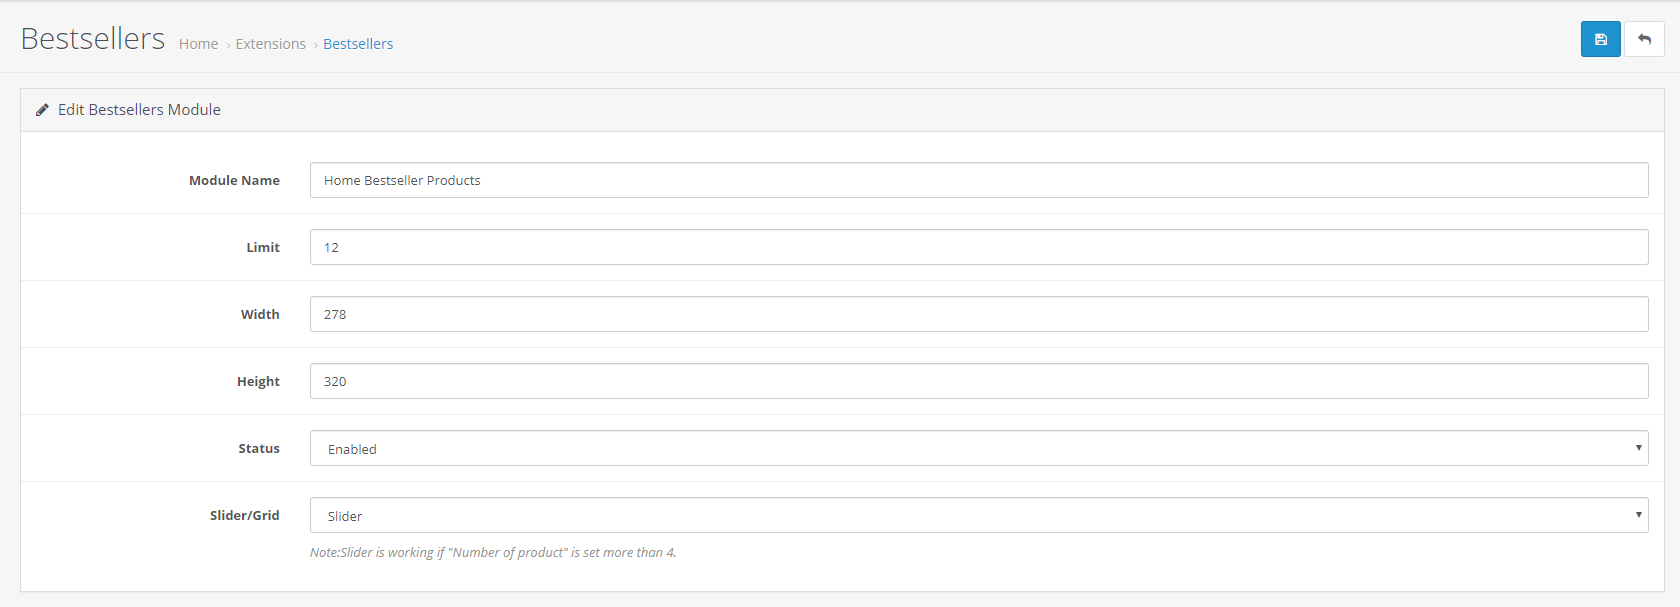 Bestsellers Home › Extensions › Bestsellers
Edit Bestsellers Module
Module Name Home Bestseller Products
Limit 12
Width 278
Height 320
Status Enabled
Slider/Grid Slider
Note:Slider is working if "Number of product" is set more than 4.